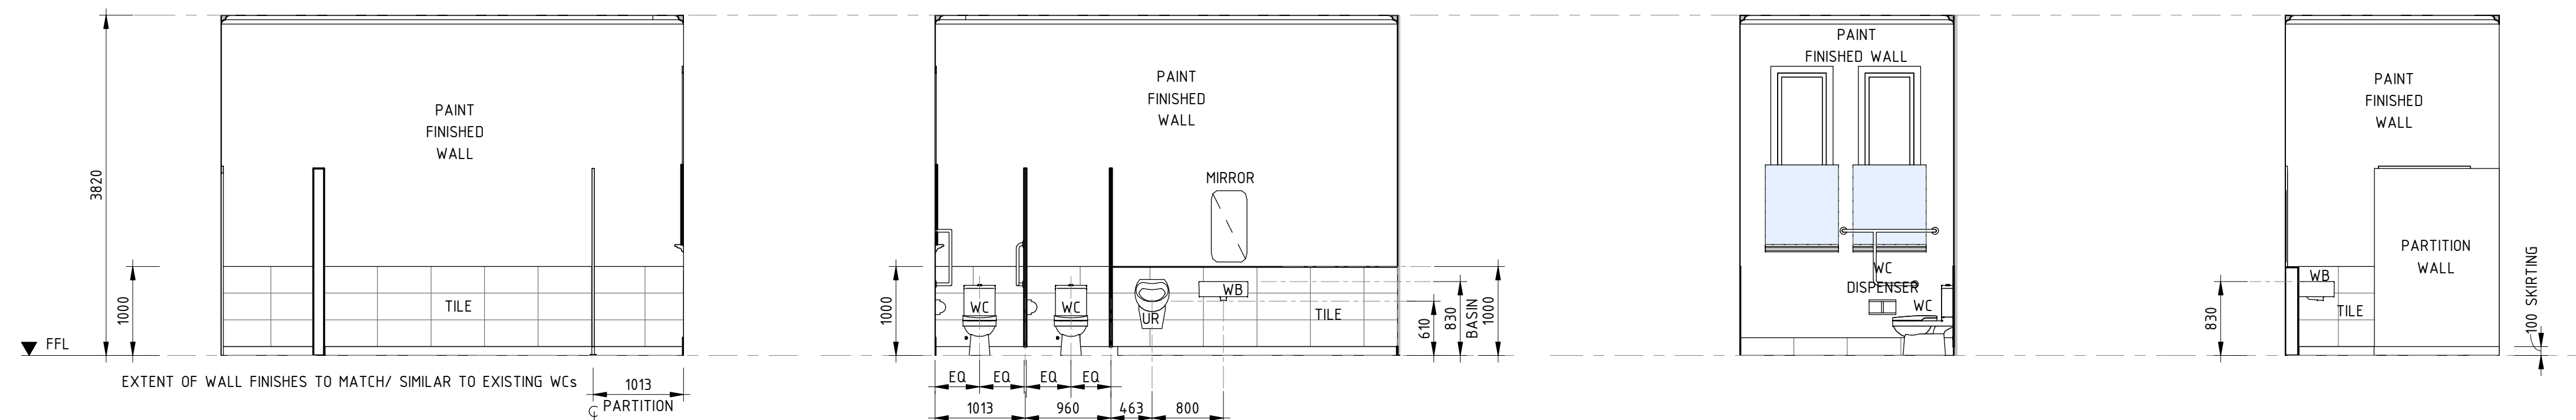 3820
1000
FFL
PAINT
FINISHED
WALL
TILE
EXTENT OF WALL FINISHES TO MATCH/ SIMILAR TO EXISTING WCs
1013
℄ PARTITION
PAINT
FINISHED
WALL
MIRROR
1000
WC
WC
UR
WB
TILE
610
830
BASIN
1000
EQ
EQ
EQ
EQ
1013
960
463
800
PAINT
FINISHED WALL
WC
DISPENSER
WC
PAINT
FINISHED
WALL
PARTITION
WALL
WB
TILE
830
100 SKIRTING